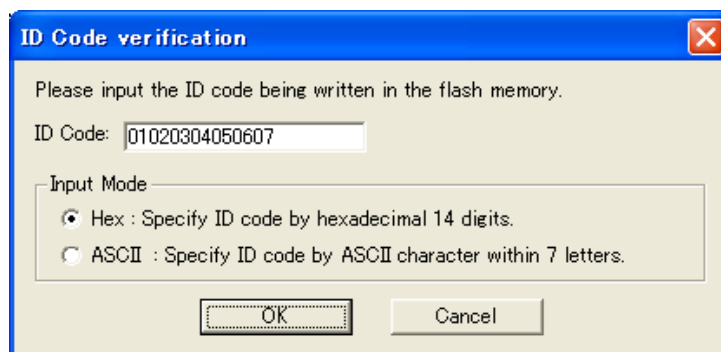 ID Code verification
Please input the ID code being written in the flash memory.
ID Code: 01020304050607
Input Mode
Hex : Specify ID code by hexadecimal 14 digits.
ASCII : Specify ID code by ASCII character within 7 letters.
OK Cancel